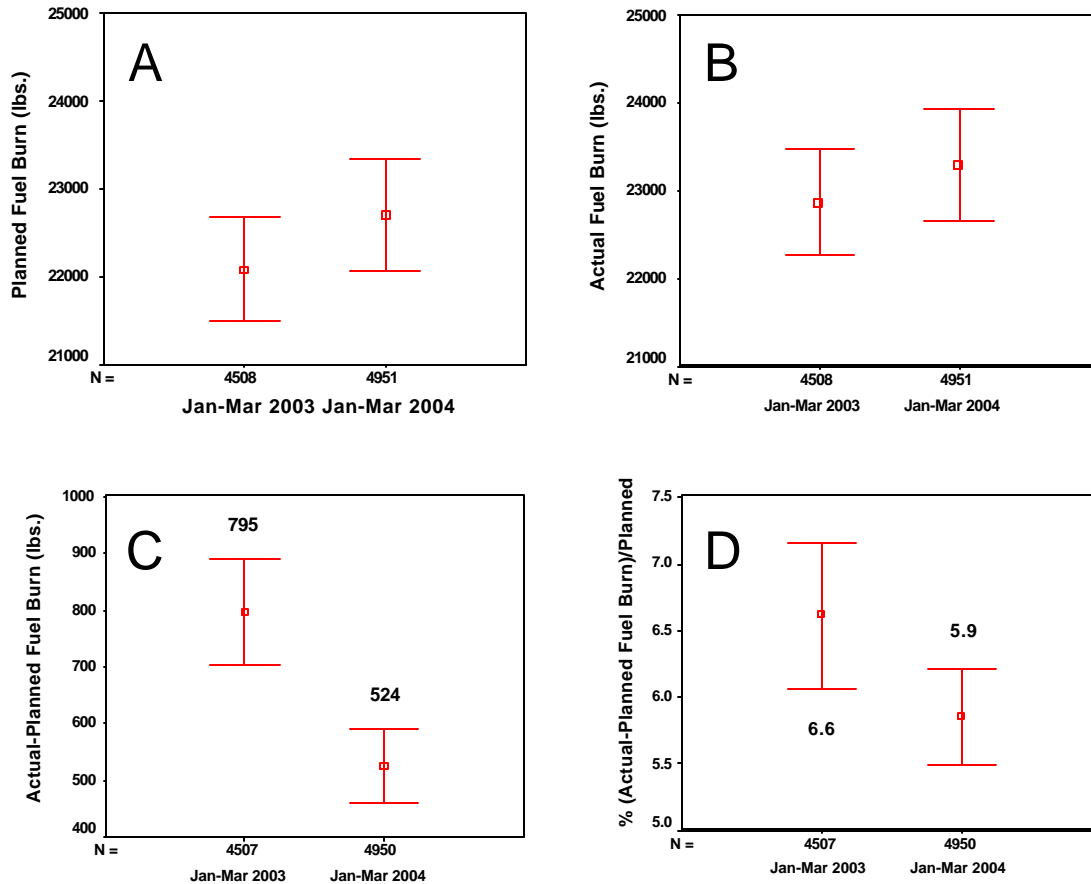 A
Planned Fuel Burn (lbs.)
25000
24000
23000
22000
21000
N =
4508
4951
Jan-Mar 2003 Jan-Mar 2004
B
Actual Fuel Burn (lbs.)
25000
24000
23000
22000
21000
N =
4508
4951
Jan-Mar 2003
Jan-Mar 2004
C
Actual-Planned Fuel Burn (lbs.)
1000
900
800
700
600
500
400
795
524
N =
4507
4950
Jan-Mar 2003
Jan-Mar 2004
D
% (Actual-Planned Fuel Burn)/Planned
7.5
7.0
6.5
6.0
5.5
5.0
6.6
5.9
N =
4507
4950
Jan-Mar 2003
Jan-Mar 2004